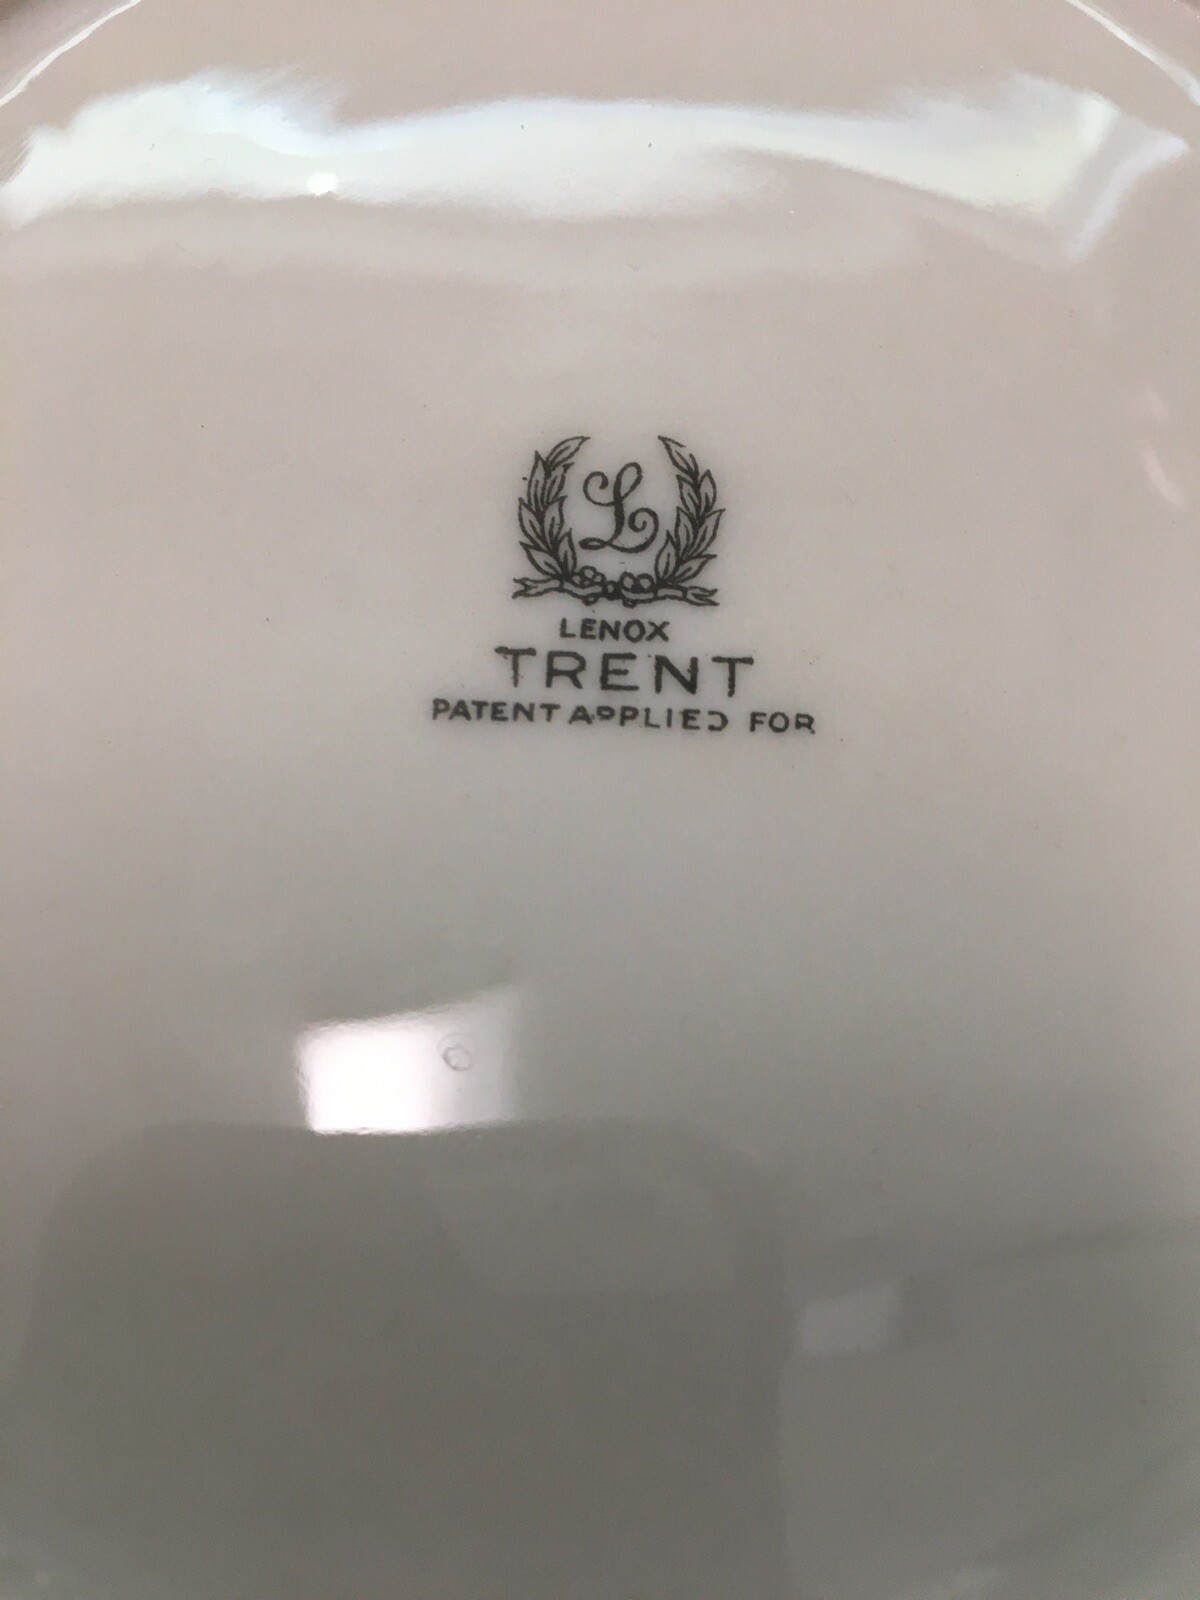 L
LENOX
TRENT
PATENT APPLIED FOR